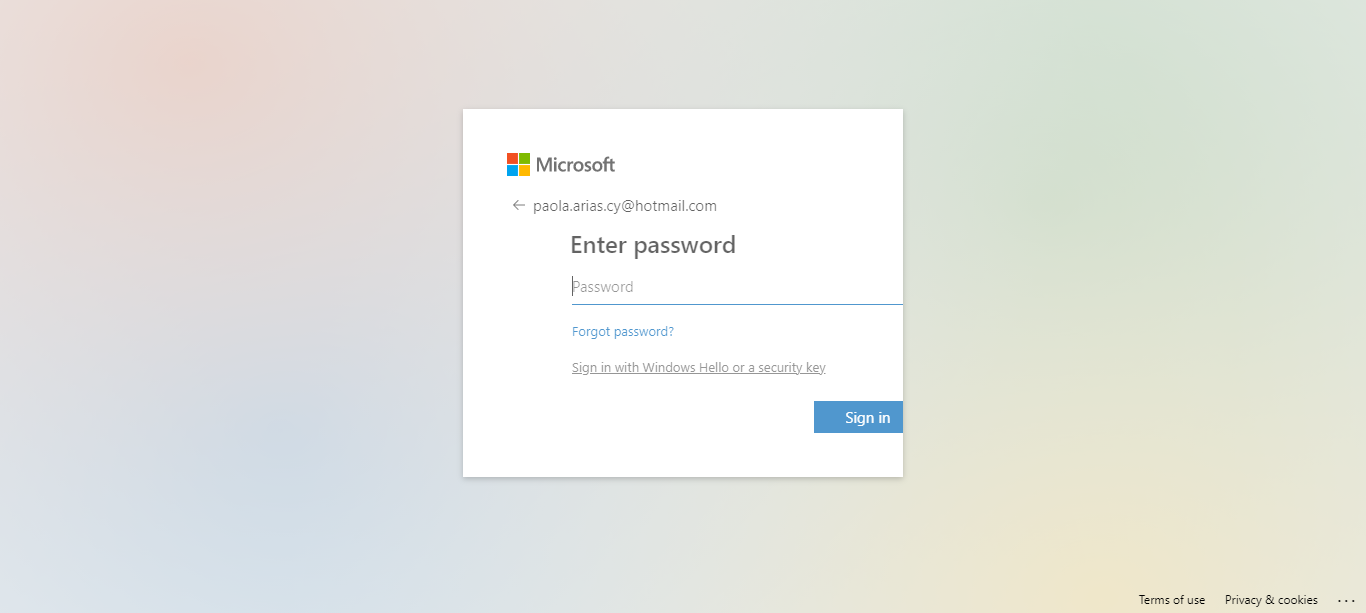 Microsoft
paola.arias.cy@hotmail.com
Enter password
Password
Forgot password?
Sign in with Windows Hello or a security key
Sign in
Terms of use Privacy & cookies ...